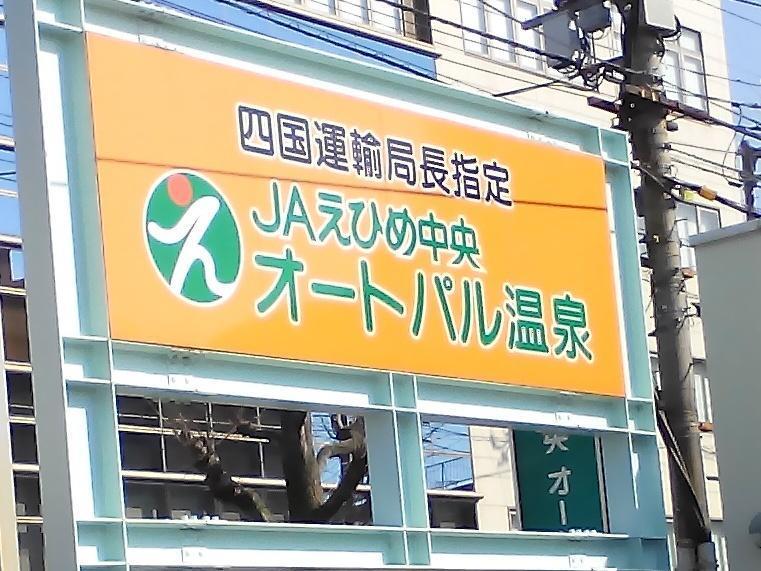 四国運輸局長指定
JAえひめ中央
オートパル温泉
央オー